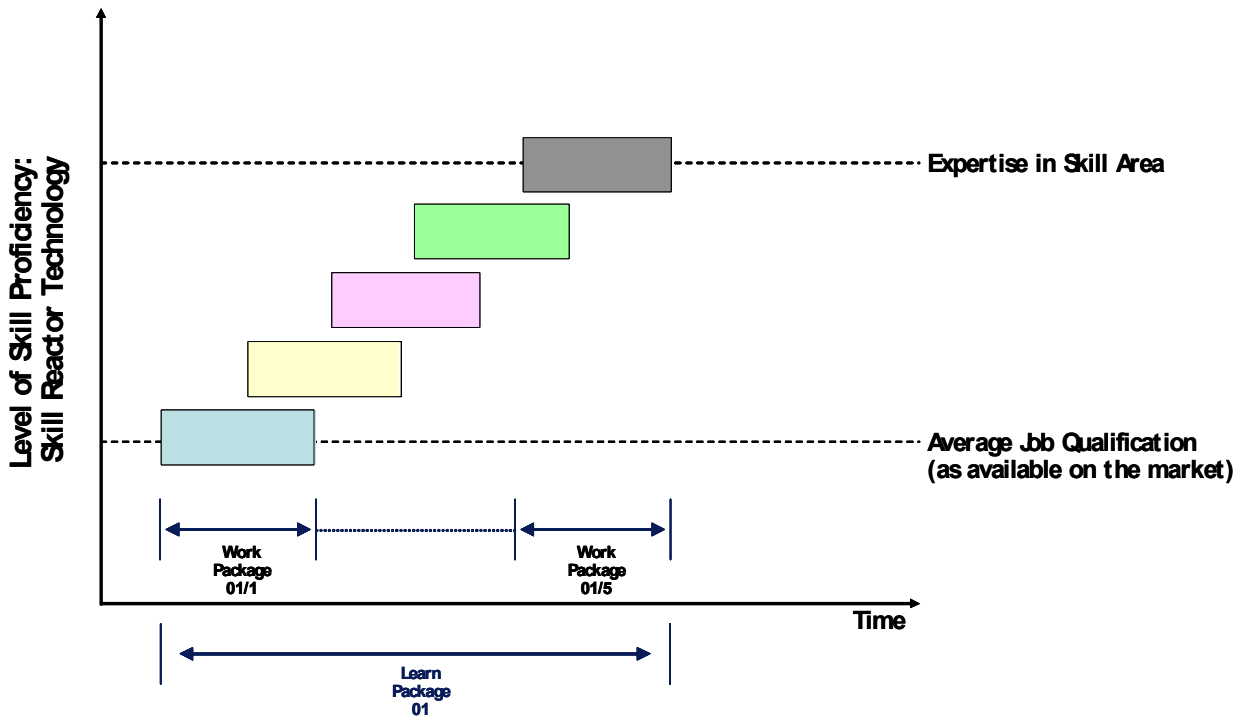 Level of Skill Proficiency:
Skill Reactor Technology
Expertise in Skill Area
Average Job Qualification
(as available on the market)
Work
Package
01/1
Work
Package
01/5
Time
Learn
Package
01